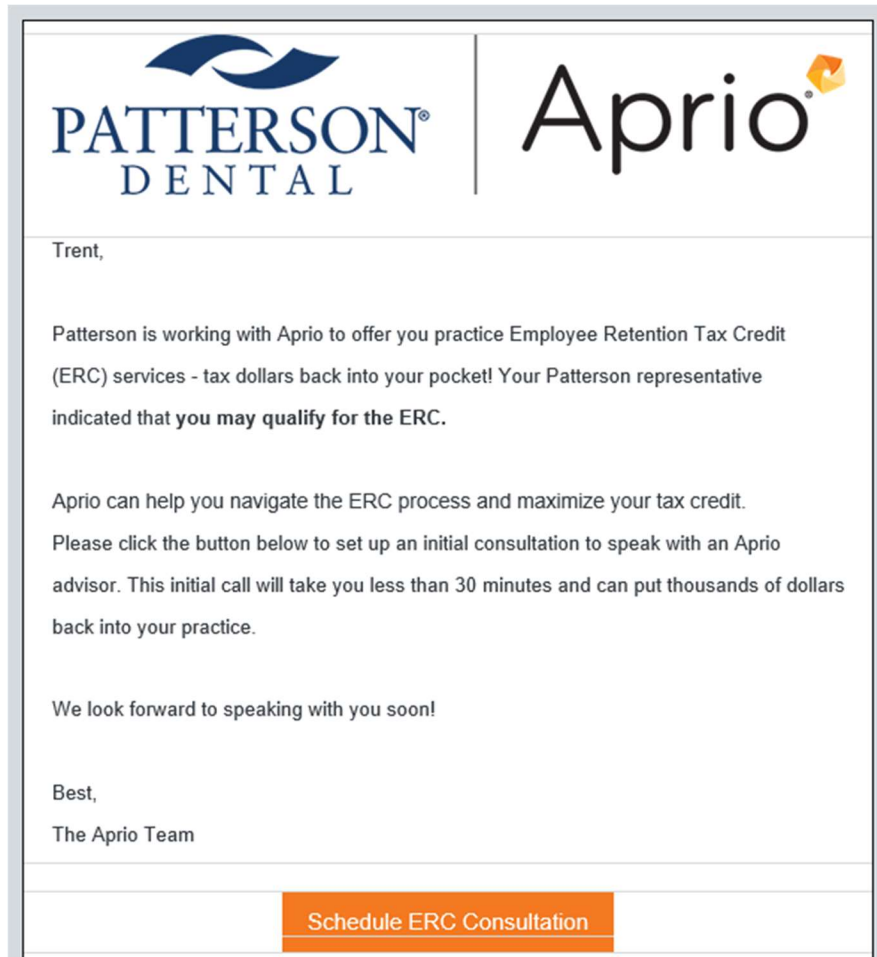 PATTERSON®
DENTAL
Aprio®
Trent,
Patterson is working with Aprio to offer you practice Employee Retention Tax Credit
(ERC) services - tax dollars back into your pocket! Your Patterson representative
indicated that you may qualify for the ERC.
Aprio can help you navigate the ERC process and maximize your tax credit.
Please click the button below to set up an initial consultation to speak with an Aprio
advisor. This initial call will take you less than 30 minutes and can put thousands of dollars
back into your practice.
We look forward to speaking with you soon!
Best,
The Aprio Team
Schedule ERC Consultation